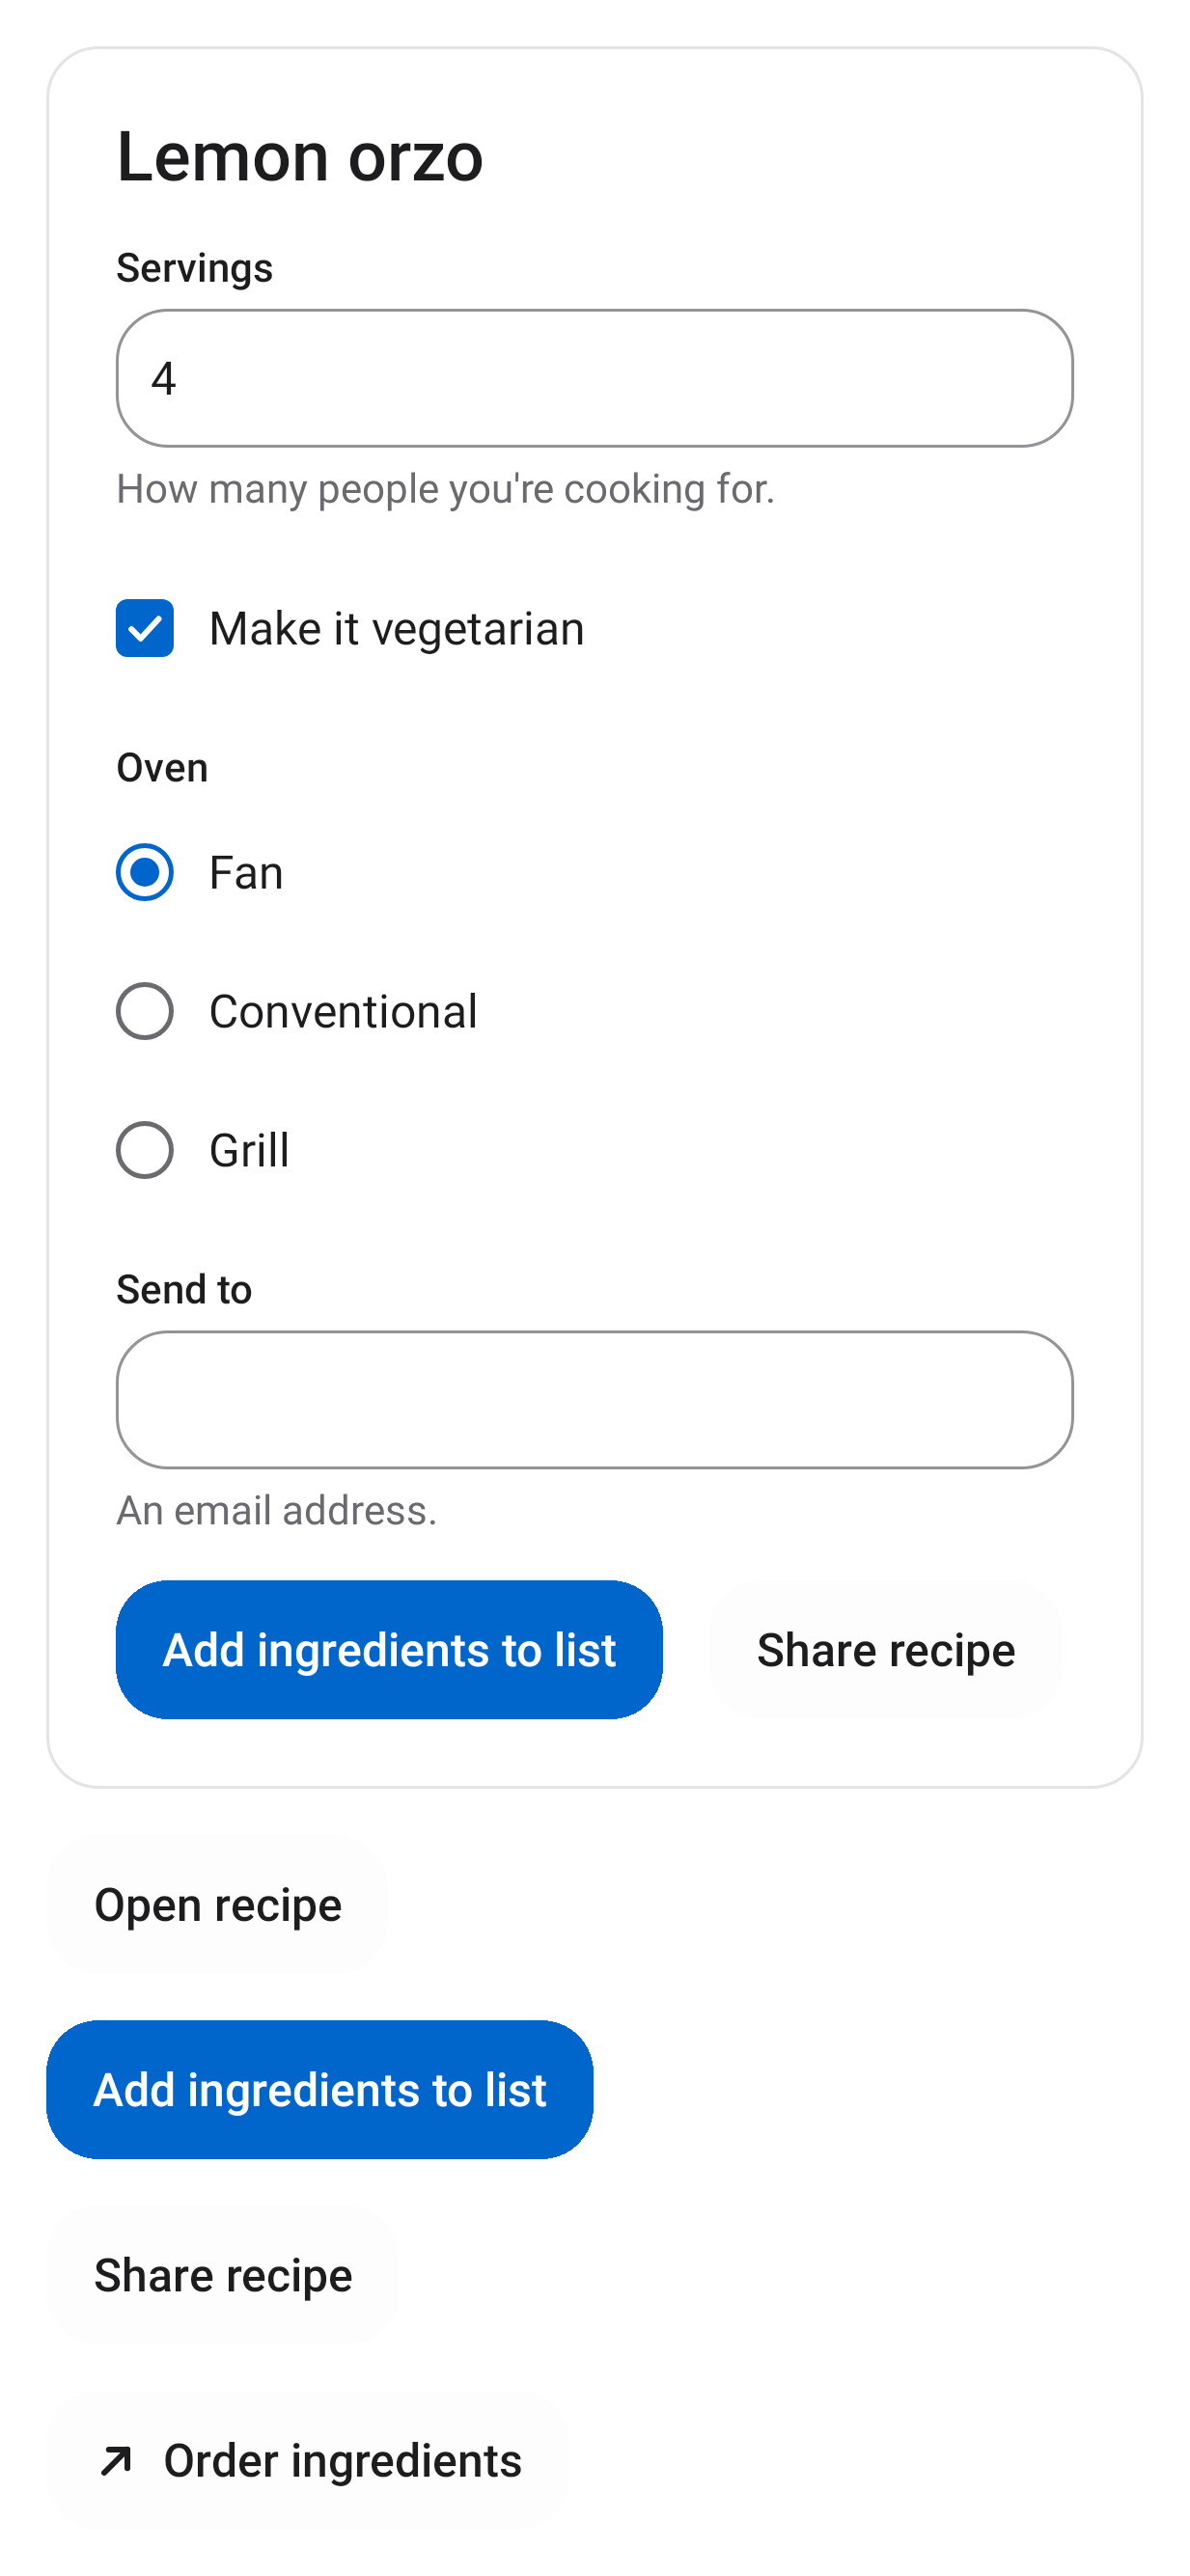 Lemon orzo
Servings
4
How many people you're cooking for.
Make it vegetarian
Oven
Fan
Conventional
Grill
Send to
An email address.
Add ingredients to list
Share recipe
Open recipe
Add ingredients to list
Share recipe
Order ingredients